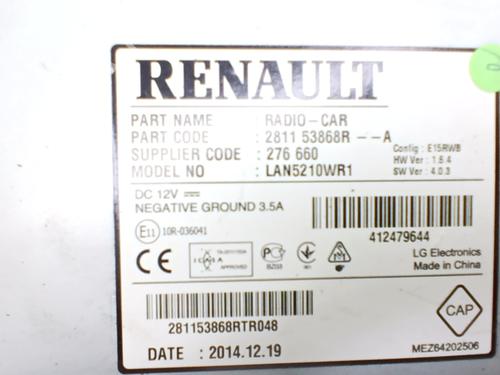 RENAULT
PART NAME : RADIO-CAR
PART CODE : 2811 53868R --A
SUPPLIER CODE : 276 660
MODEL NO : LAN5210WR1
Config : E15RWB
HW Ver : 1.6.4
SW Ver : 4.0.3
DC 12V
NEGATIVE GROUND 3.5A
E11 10R-036041
CE
APPROVED
412479644
LG Electronics
Made in China
281153868RTR048
DATE : 2014.12.19
CAP
MEZ64202506